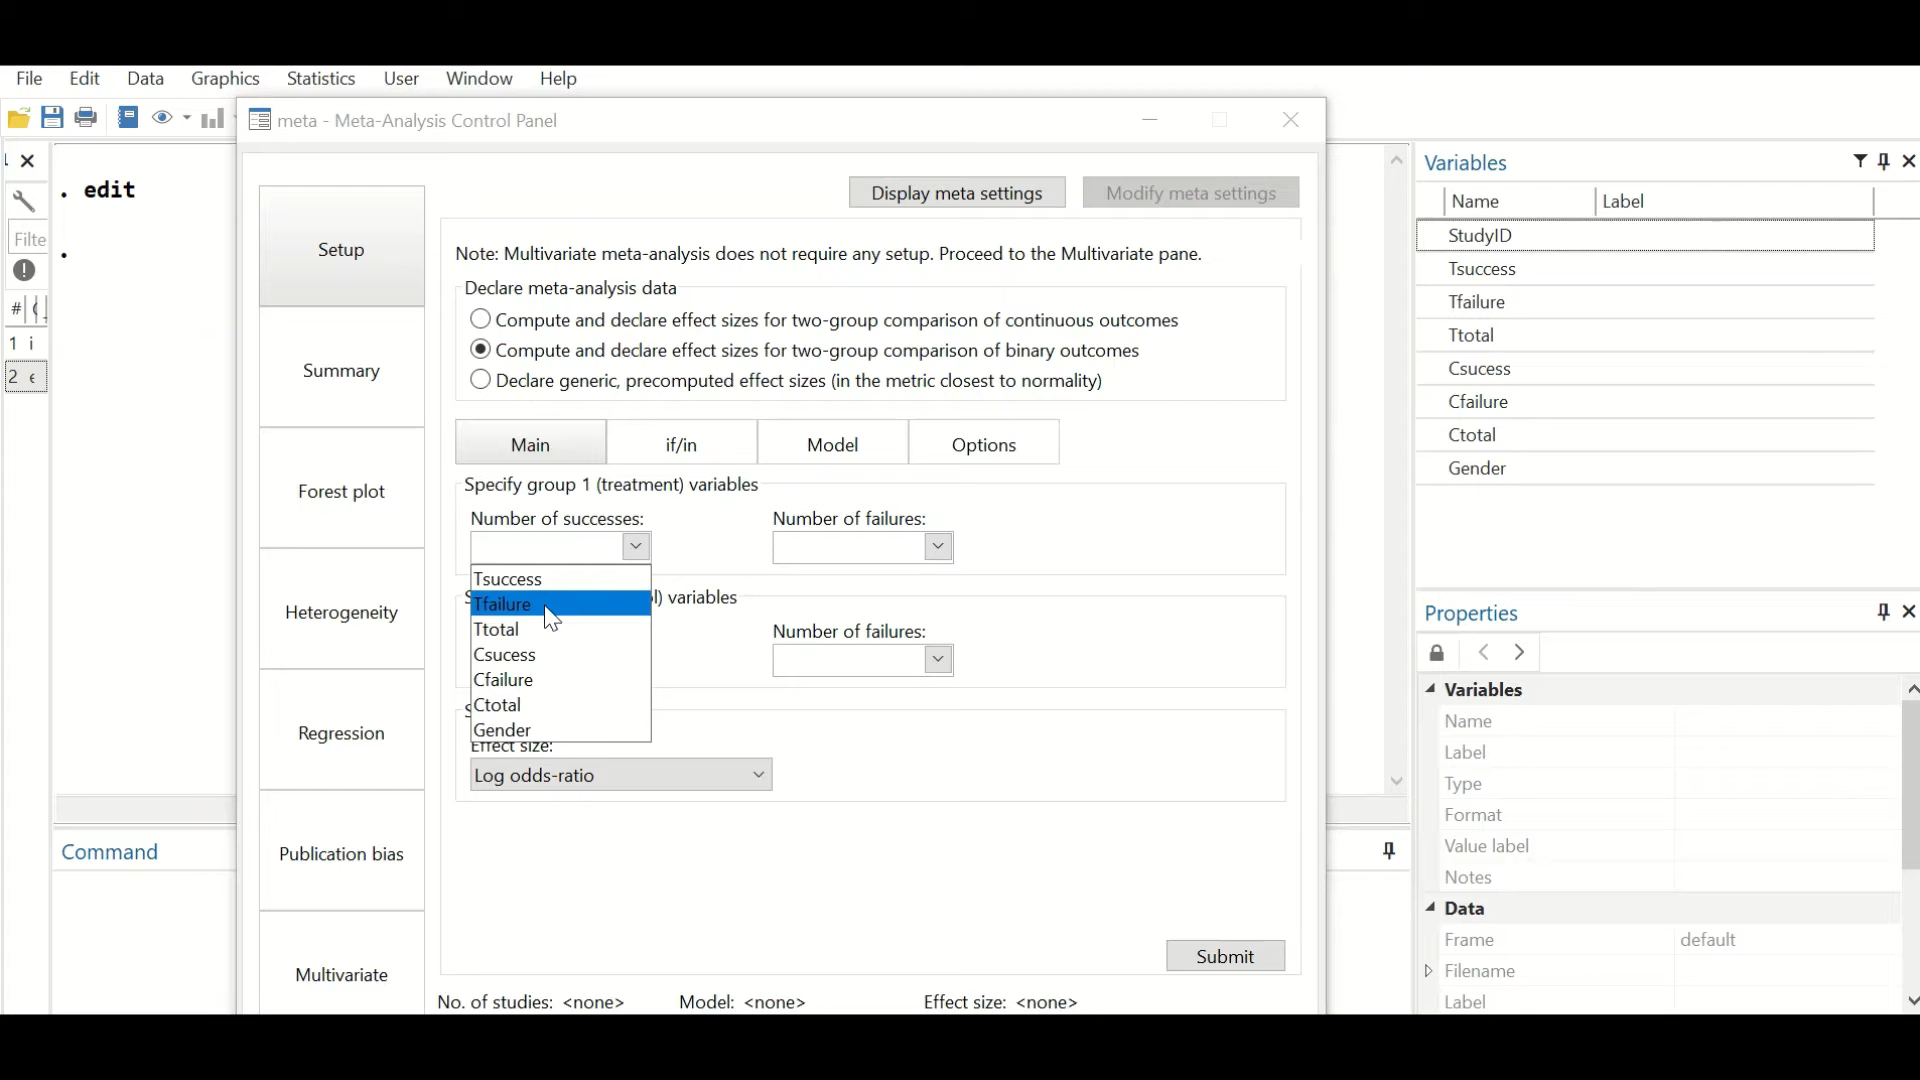 File Edit Data Graphics Statistics User Window Help
meta - Meta-Analysis Control Panel
. edit
.
Filte
#
1 i
2
Command
Display meta settings Modify meta settings
Setup
Summary
Forest plot
Heterogeneity
Regression
Publication bias
Multivariate
Note: Multivariate meta-analysis does not require any setup. Proceed to the Multivariate pane.
Declare meta-analysis data
Compute and declare effect sizes for two-group comparison of continuous outcomes
Compute and declare effect sizes for two-group comparison of binary outcomes
Declare generic, precomputed effect sizes (in the metric closest to normality)
Main if/in Model Options
Specify group 1 (treatment) variables
Number of successes: Number of failures:
Tsuccess
Tfailure
Ttotal
Csucess
Cfailure
Ctotal
Gender
l) variables
Number of failures:
Effect size:
Log odds-ratio
Submit
No. of studies: <none> Model: <none> Effect size: <none>
Variables
Name Label
StudyID
Tsuccess
Tfailure
Ttotal
Csucess
Cfailure
Ctotal
Gender
Properties
Variables
Name
Label
Type
Format
Value label
Notes
Data
Frame default
Filename
Label